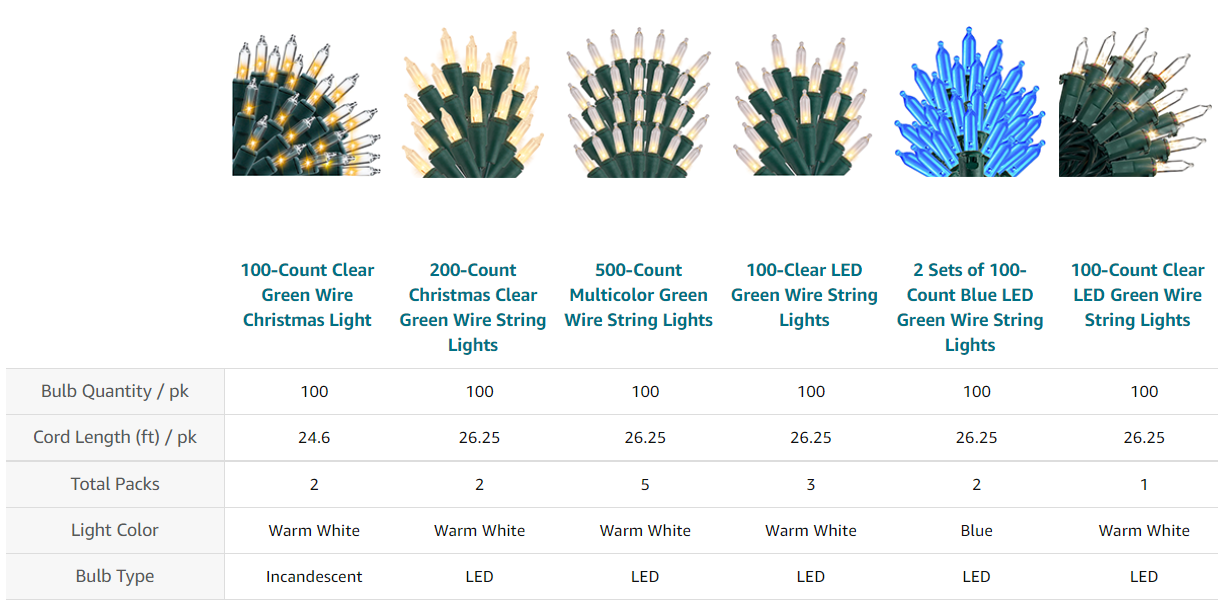 100-Count Clear
Green Wire
Christmas Light
200-Count
Christmas Clear
Green Wire String
Lights
500-Count
Multicolor Green
Wire String Lights
100-Clear LED
Green Wire String
Lights
2 Sets of 100-
Count Blue LED
Green Wire String
Lights
100-Count Clear
LED Green Wire
String Lights
Bulb Quantity / pk 100 100 100 100 100 100
Cord Length (ft) / pk 24.6 26.25 26.25 26.25 26.25 26.25
Total Packs 2 2 5 3 2 1
Light Color Warm White Warm White Warm White Warm White Blue Warm White
Bulb Type Incandescent LED LED LED LED LED